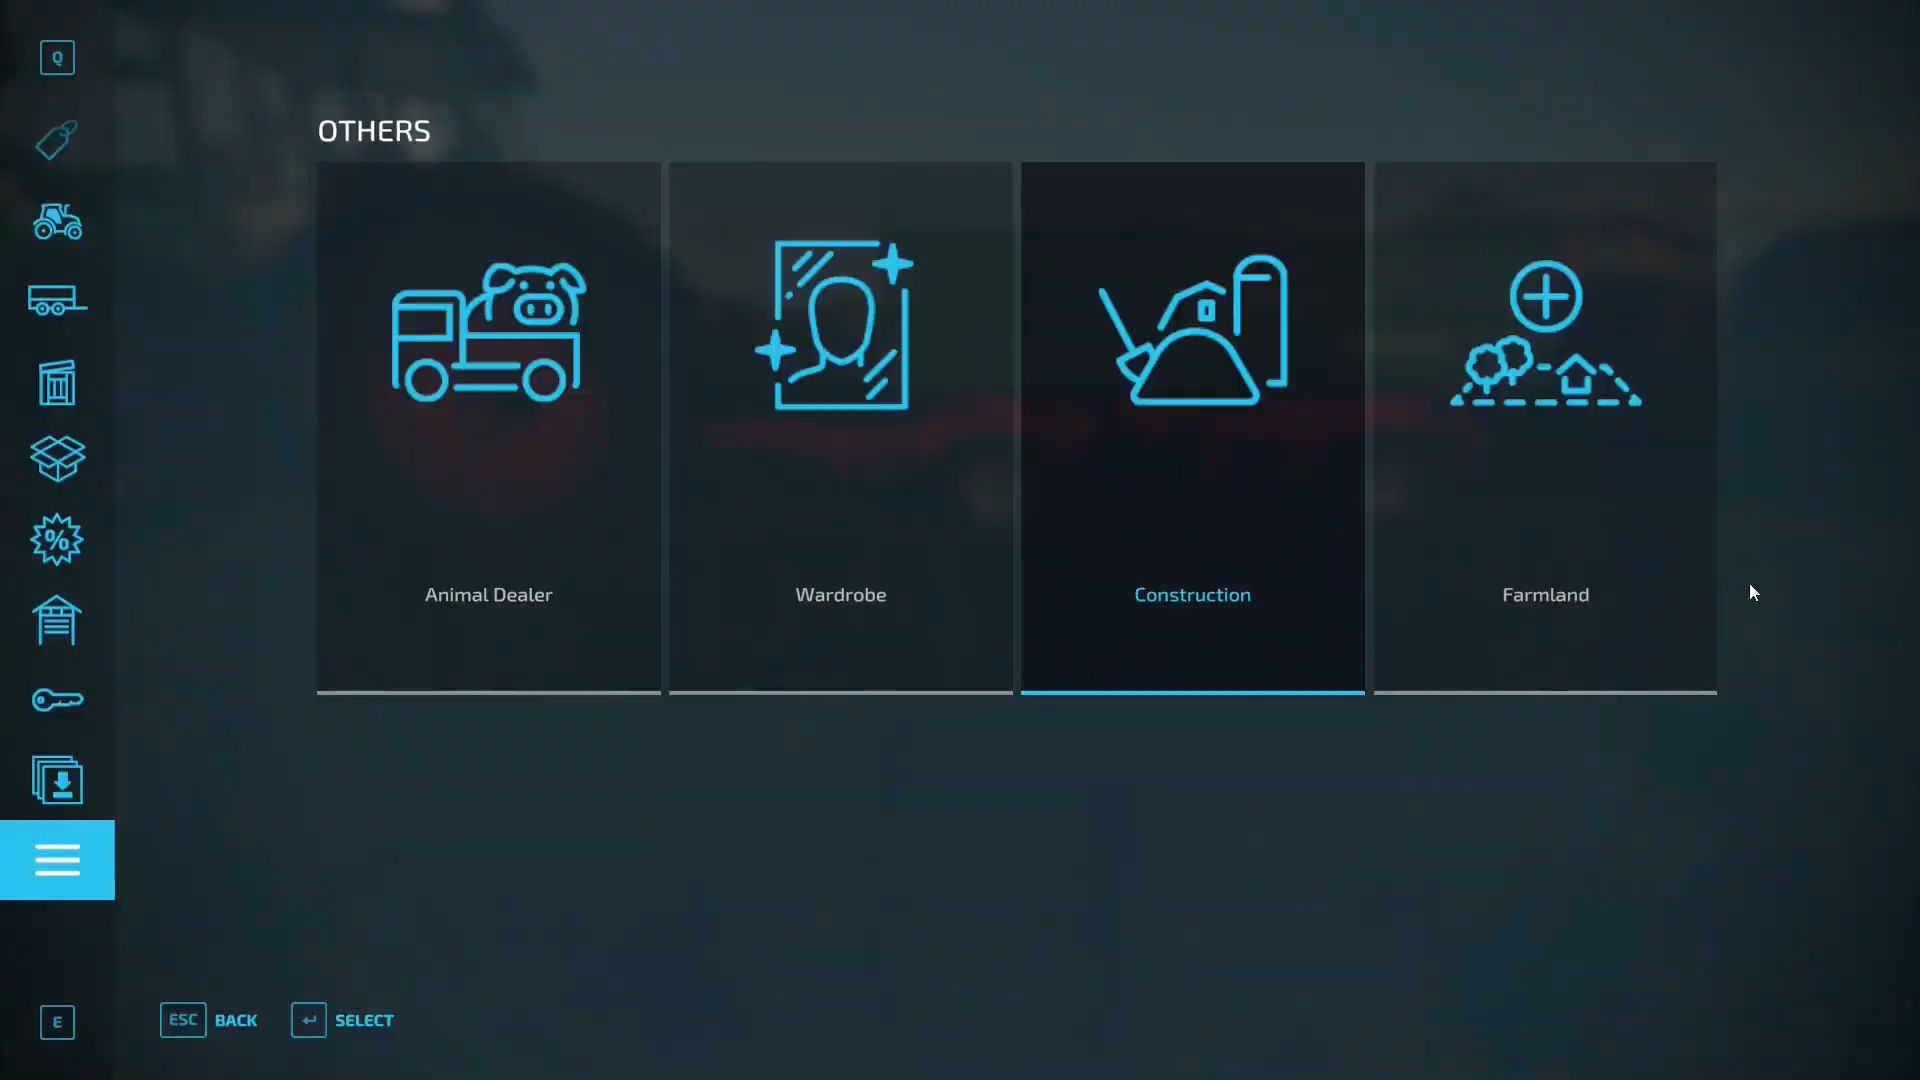 Q
OTHERS
Animal Dealer
Wardrobe
Construction
Farmland
%
E
ESC BACK
SELECT